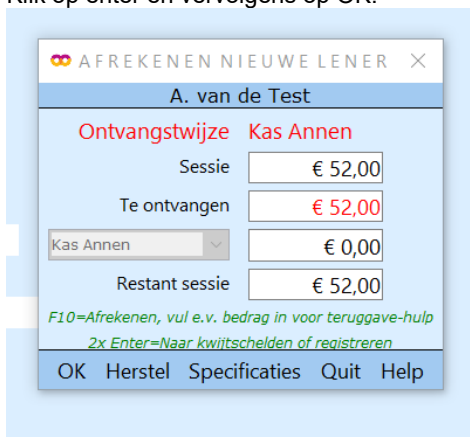 Klik op enter en vervolgens op OK.
AFREKENEN NIEUWE LENER
A. van de Test
Ontvangstwijze Kas Annen
Sessie € 52,00
Te ontvangen € 52,00
Kas Annen € 0,00
Restant sessie € 52,00
F10=Afrekenen, vul e.v. bedrag in voor teruggave-hulp
2x Enter=Naar kwijtschelden of registreren
OK Herstel Specificaties Quit Help